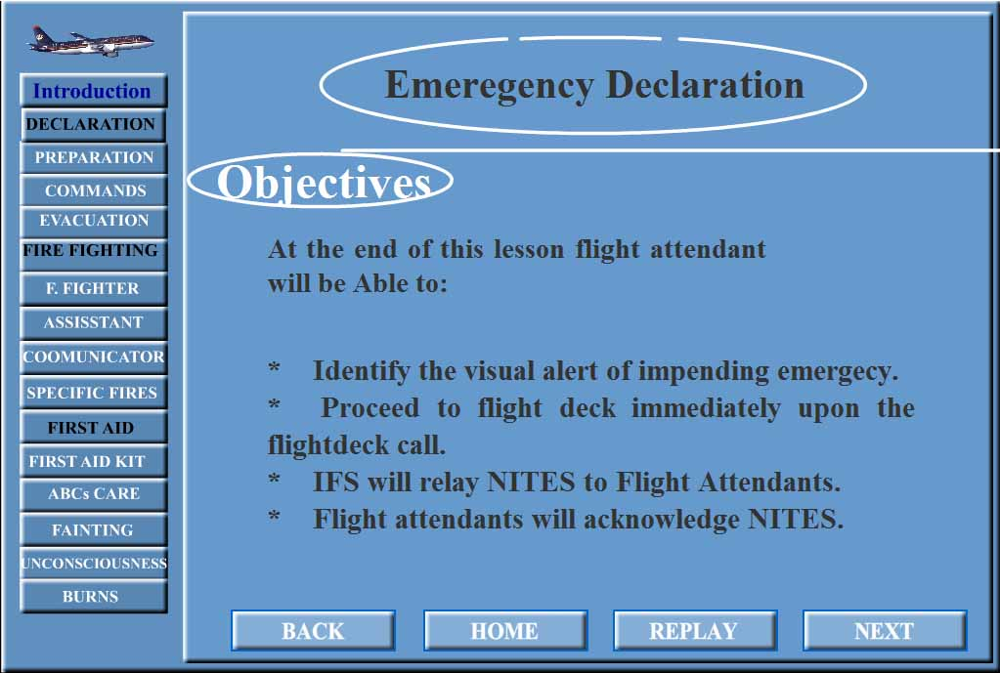 Introduction
DECLARATION
PREPARATION
COMMANDS
EVACUATION
FIRE FIGHTING
F. FIGHTER
ASSISSTANT
COOMUNICATOR
SPECIFIC FIRES
FIRST AID
FIRST AID KIT
ABCs CARE
FAINTING
UNCONSCIOUSNESS
BURNS
Emeregency Declaration
Objectives
At the end of this lesson flight attendant
will be Able to:
* Identify the visual alert of impending emergecy.
* Proceed to flight deck immediately upon the
flightdeck call.
* IFS will relay NITES to Flight Attendants.
* Flight attendants will acknowledge NITES.
BACK HOME REPLAY NEXT